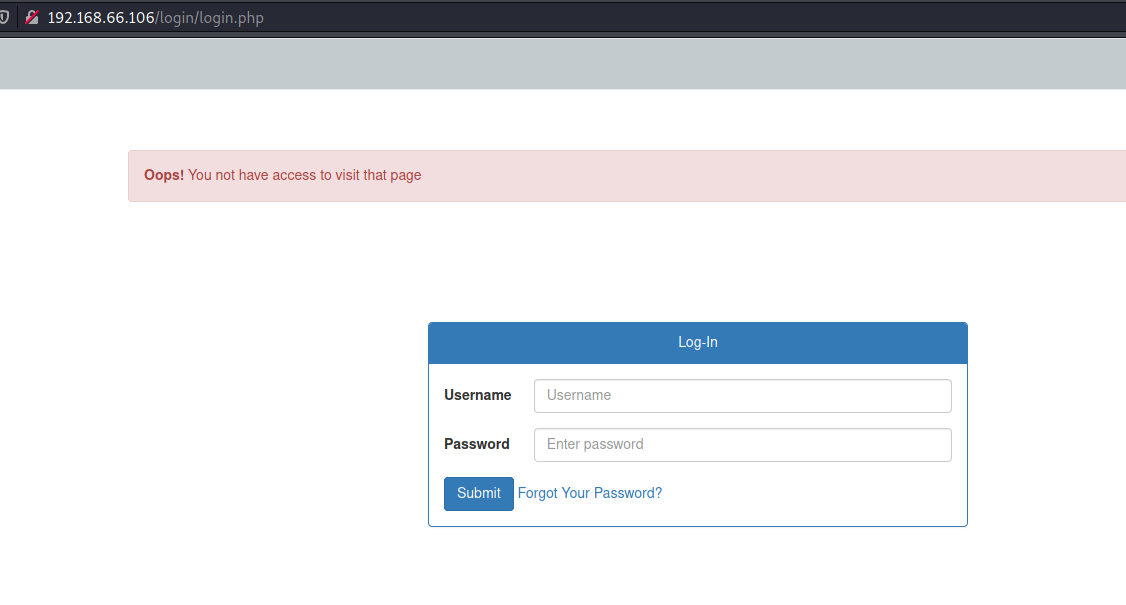 192.168.66.106/login/login.php
Oops! You not have access to visit that page
Log-In
Username Username
Password Enter password
Submit Forgot Your Password?